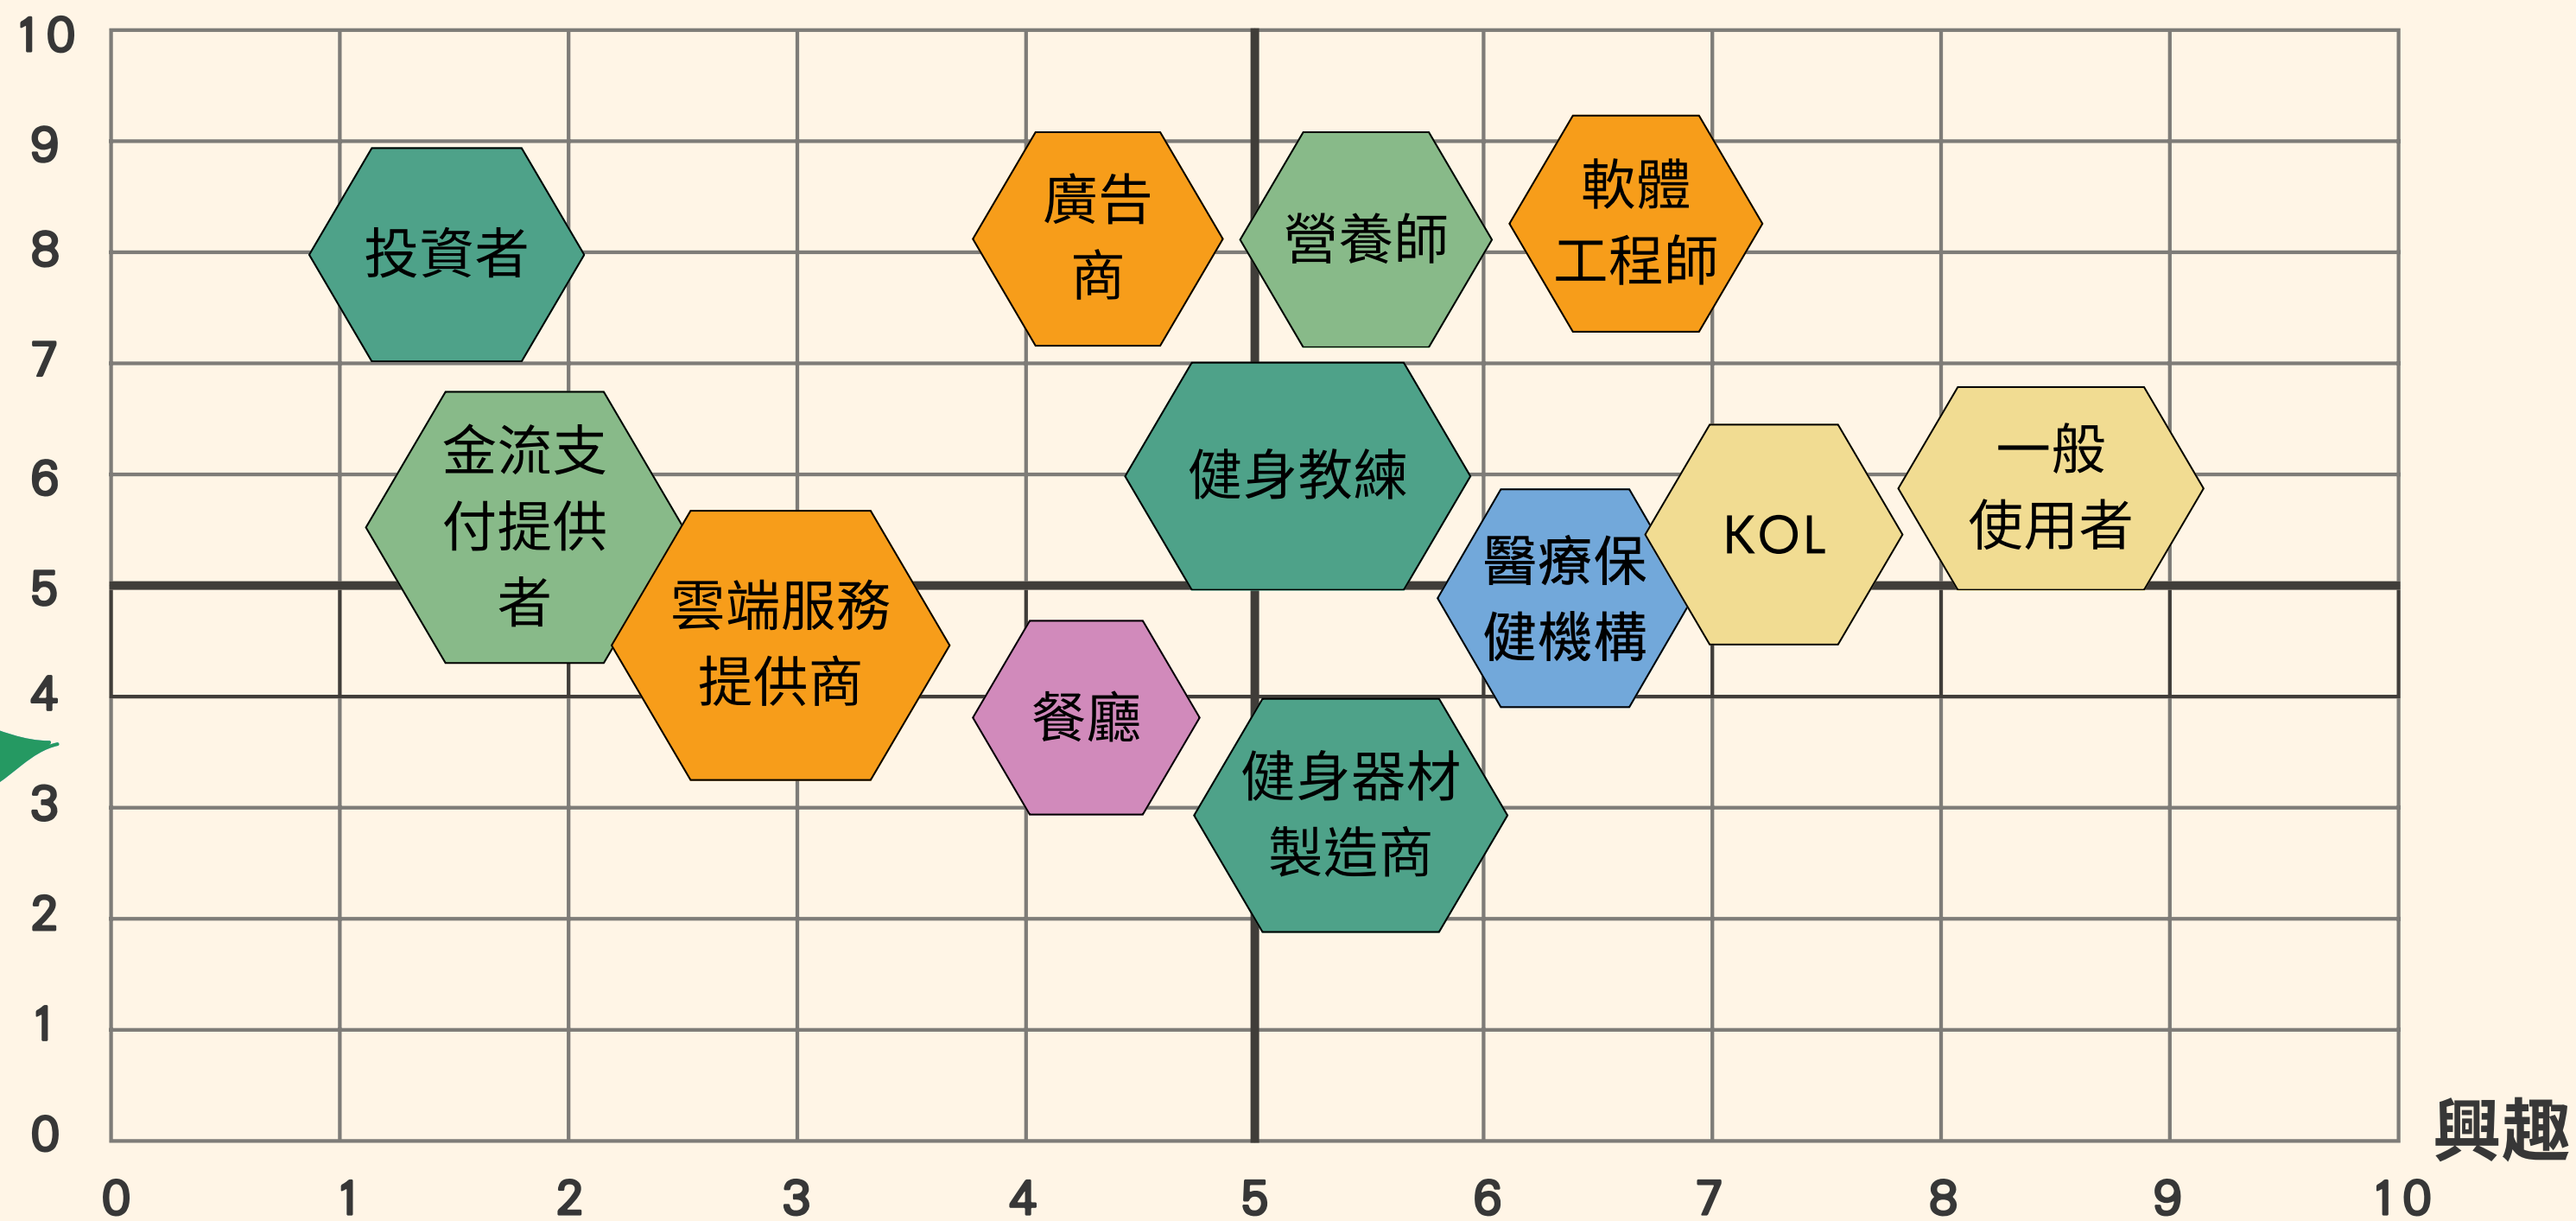 10
9
8
7
6
5
4
3
2
1
0
投資者
廣告
商
營養師
軟體
工程師
金流支
付提供
者
健身教練
一般
使用者
KOL
醫療保
健機構
雲端服務
提供商
餐廳
健身器材
製造商
興趣
0
1
2
3
4
5
6
7
8
9
10